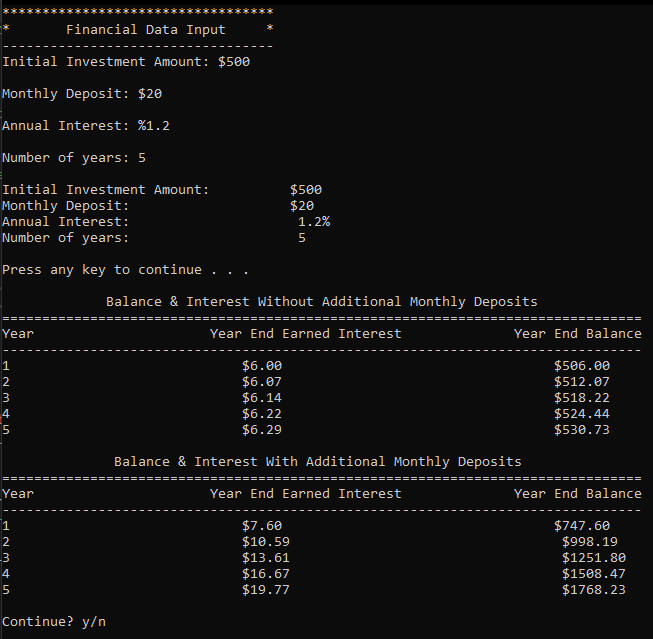 **********************************
*       Financial Data Input     *
----------------------------------
Initial Investment Amount: $500
Monthly Deposit: $20
Annual Interest: %1.2
Number of years: 5
Initial Investment Amount:          $500
Monthly Deposit:                    $20
Annual Interest:                     1.2%
Number of years:                     5
Press any key to continue . . .
             Balance & Interest Without Additional Monthly Deposits
================================================================================
Year                      Year End Earned Interest              Year End Balance
--------------------------------------------------------------------------------
1                             $6.00                                  $506.00
2                             $6.07                                  $512.07
3                             $6.14                                  $518.22
4                             $6.22                                  $524.44
5                             $6.29                                  $530.73
              Balance & Interest With Additional Monthly Deposits
================================================================================
Year                      Year End Earned Interest              Year End Balance
--------------------------------------------------------------------------------
1                             $7.60                                  $747.60
2                             $10.59                                  $998.19
3                             $13.61                                  $1251.80
4                             $16.67                                  $1508.47
5                             $19.77                                  $1768.23
Continue? y/n